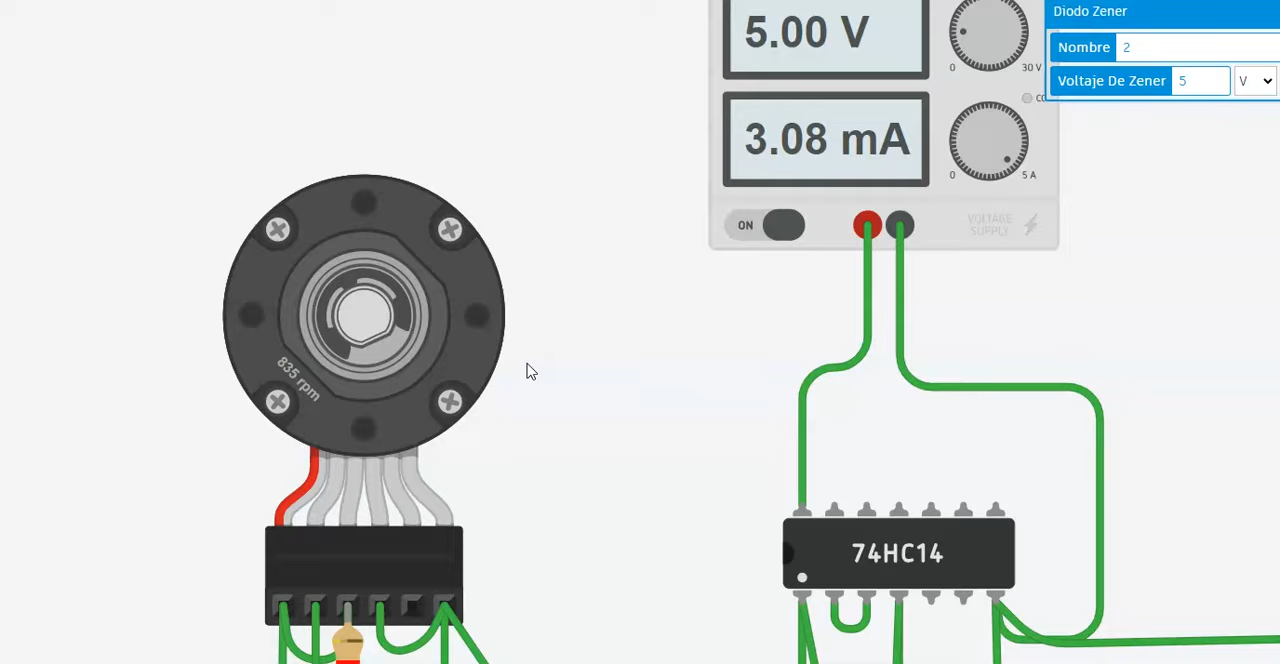 Diodo Zener
Nombre 2
Voltaje De Zener 5 V
5.00 V
0 30 V
3.08 mA
0 5 A
ON
VOLTAGE
SUPPLY
835 rpm
74HC14